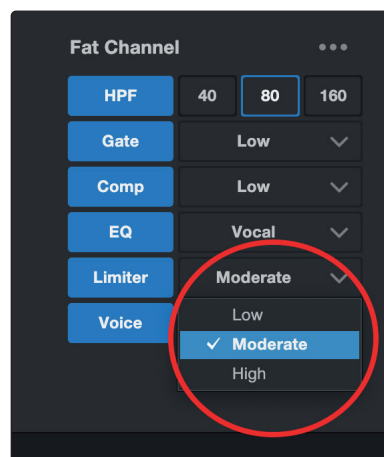 Fat Channel
HPF 40 80 160
Gate Low
Comp Low
EQ Vocal
Limiter Moderate
Voice Low
Moderate
High